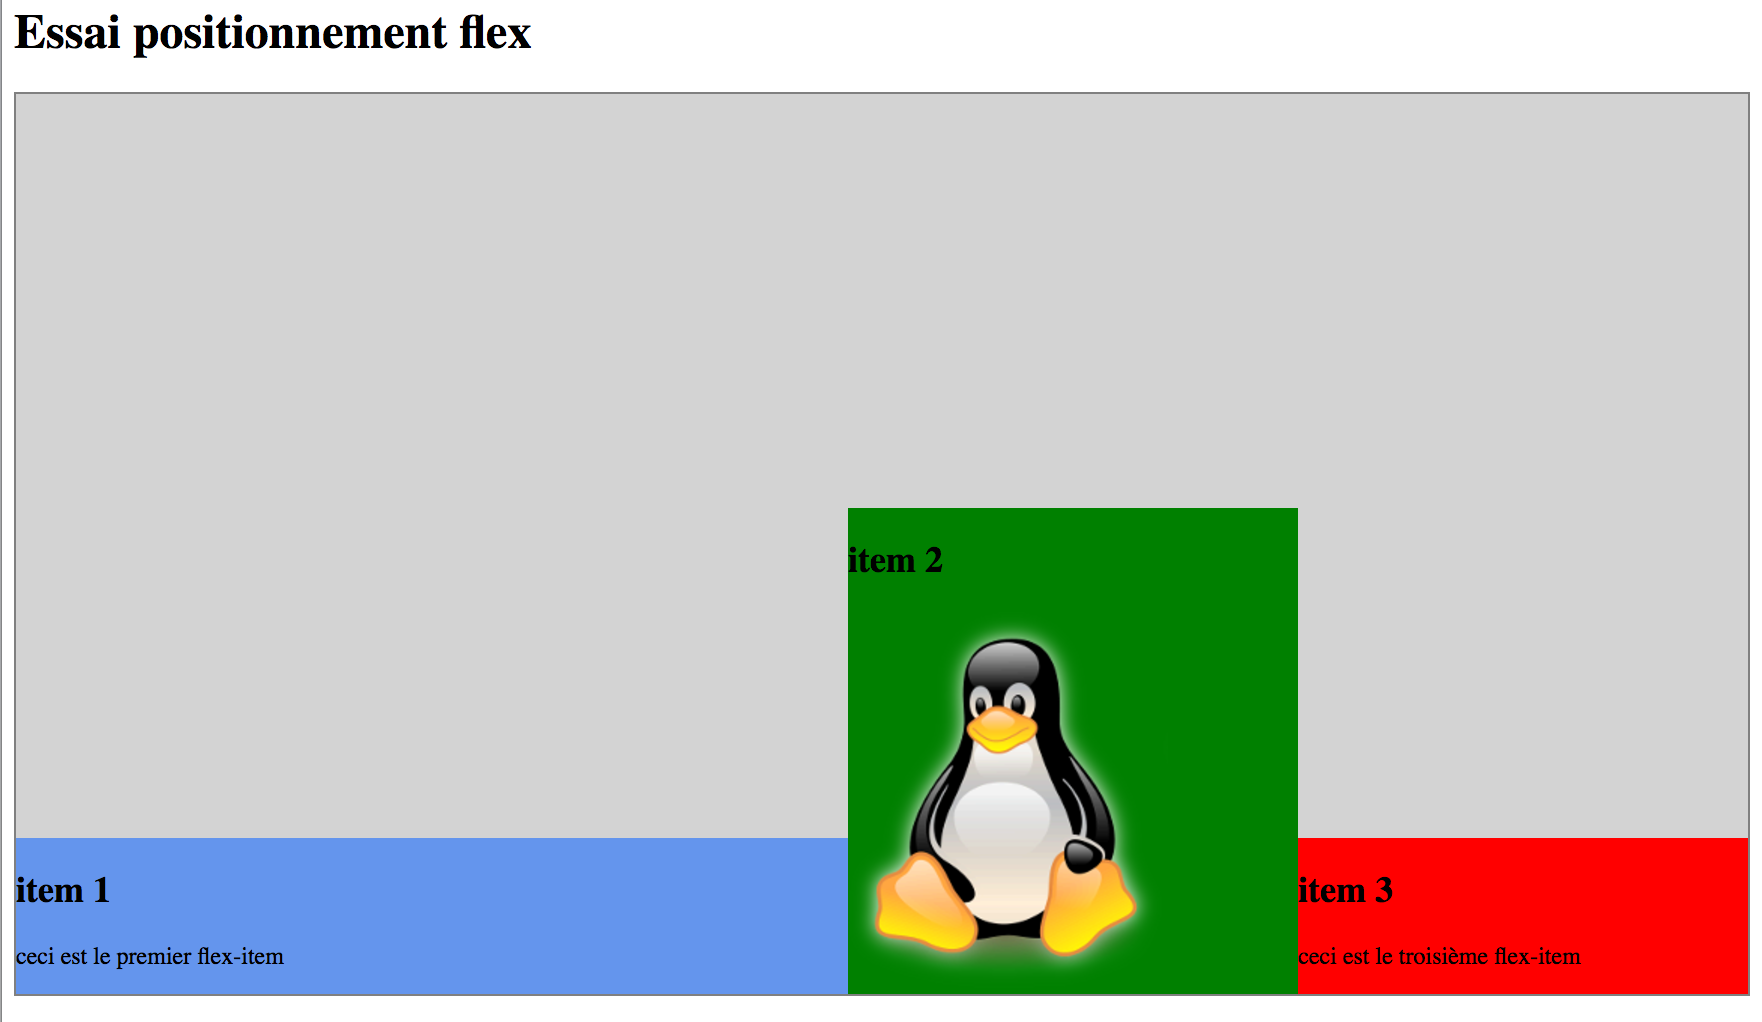 Essai positionnement flex
item 2
item 1
ceci est le premier flex-item
item 3
ceci est le troisième flex-item